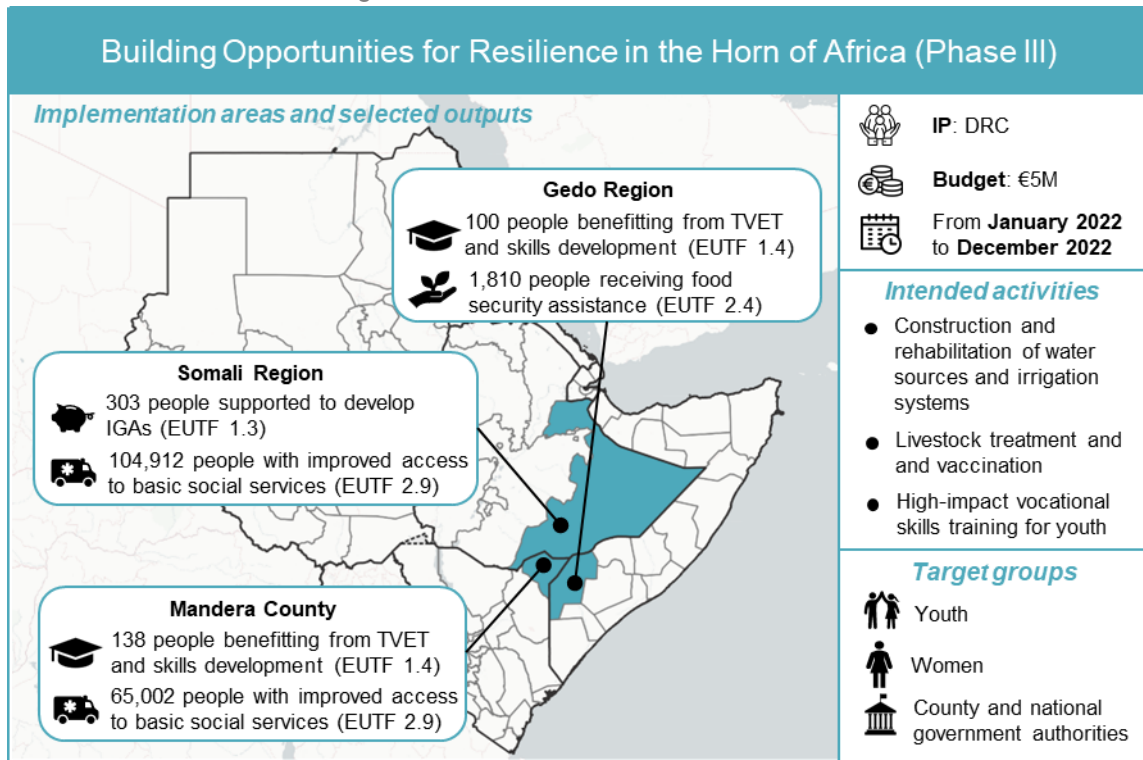 Building Opportunities for Resilience in the Horn of Africa (Phase III)
Implementation areas and selected outputs
Gedo Region
100 people benefitting from TVET
and skills development (EUTF 1.4)
1,810 people receiving food
security assistance (EUTF 2.4)
Somali Region
303 people supported to develop
IGAs (EUTF 1.3)
104,912 people with improved access
to basic social services (EUTF 2.9)
Mandera County
138 people benefitting from TVET
and skills development (EUTF 1.4)
65,002 people with improved access
to basic social services (EUTF 2.9)
IP: DRC
Budget: €5M
From January 2022
to December 2022
Intended activities
● Construction and
rehabilitation of water
sources and irrigation
systems
● Livestock treatment and
and vaccination
● High-impact vocational
skills training for youth
Target groups
Youth
Women
County and national
government authorities